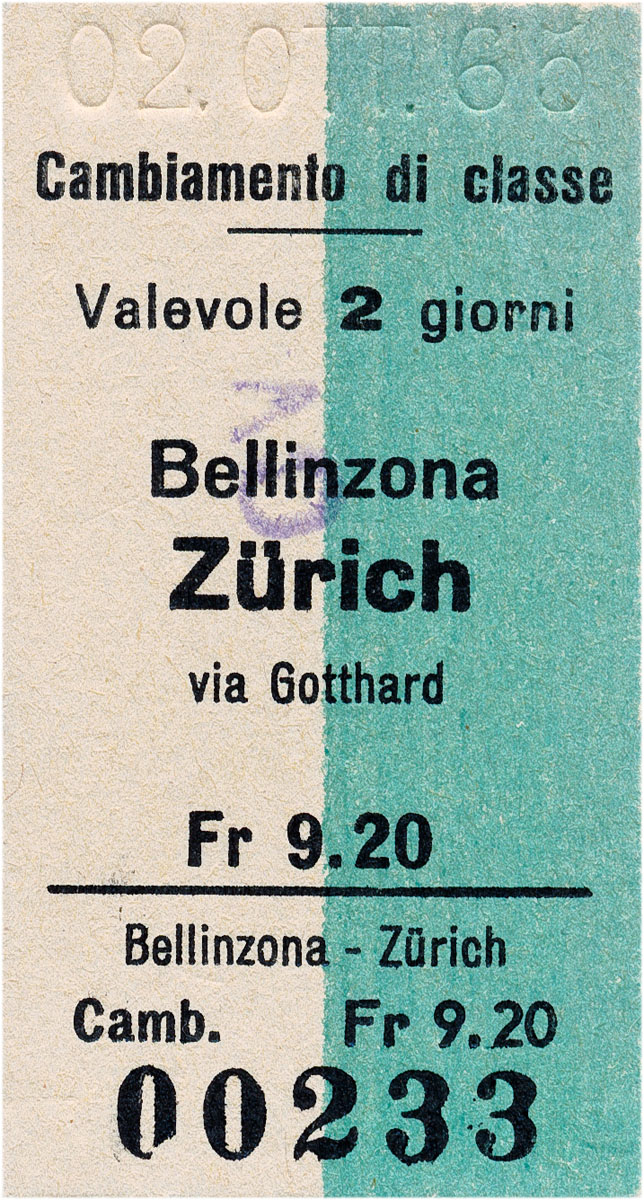 02.OTT.66
Cambiamento di classe
Valevole 2 giorni
Bellinzona
Zürich
via Gotthard
Fr 9.20
Bellinzona - Zürich
Camb. Fr 9.20
00233